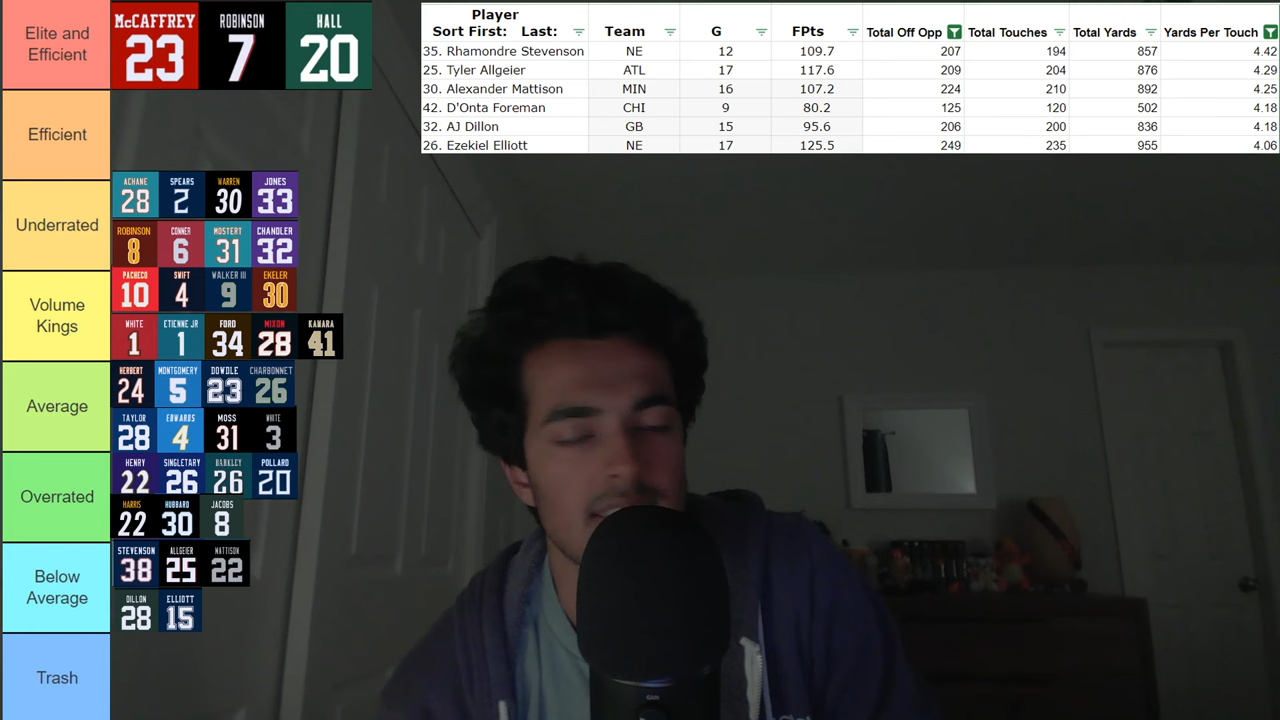 Elite and
Efficient
McCAFFREY
23
ROBINSON
7
HALL
20
Efficient
Underrated
ACHANE
28
SPEARS
2
WARREN
30
JONES
33
ROBINSON
8
CONNER
6
MOSTERT
31
CHANDLER
32
Volume
Kings
PACHECO
10
SWIFT
4
WALKER III
9
EKELER
30
WHITE
1
ETIENNE JR
1
FORD
34
MIXON
28
KAMARA
41
Average
HERBERT
24
MONTGOMERY
5
DOWDLE
23
CHARBONNET
26
TAYLOR
28
EDWARDS
4
MOSS
31
WHITE
3
Overrated
HENRY
22
SINGLETARY
26
BARKLEY
26
POLLARD
20
HARRIS
22
HUBBARD
30
JACOBS
8
Below
Average
STEVENSON
38
ALLGEIER
25
MATTISON
22
DILLON
28
ELLIOTT
15
Trash
Player
Sort First: Last: Team G FPts Total Off Opp Total Touches Total Yards Yards Per Touch
35. Rhamondre Stevenson NE 12 109.7 207 194 857 4.42
25. Tyler Allgeier ATL 17 117.6 209 204 876 4.29
30. Alexander Mattison MIN 16 107.2 224 210 892 4.25
42. D'Onta Foreman CHI 9 80.2 125 120 502 4.18
32. AJ Dillon GB 15 95.6 206 200 836 4.18
26. Ezekiel Elliott NE 17 125.5 249 235 955 4.06